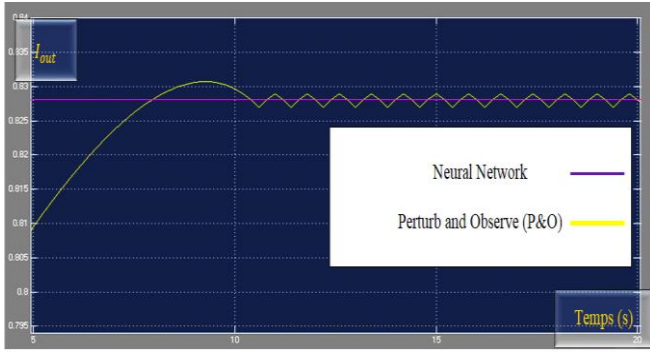 0.84
I out
0.835
0.83
0.825
0.82
0.815
0.81
0.805
0.8
0.795
Neural Network
Perturb and Observe (P&O)
Temps (s)
5 10 15 20